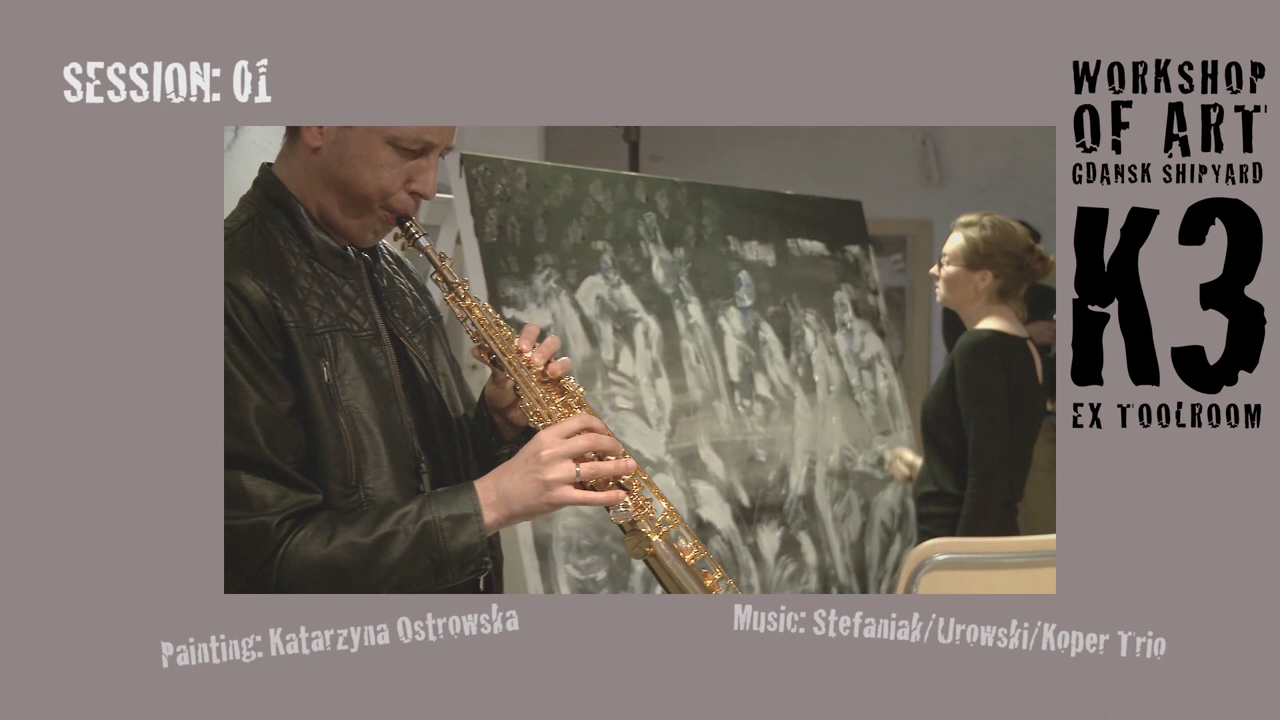 SESSION: 01
WORKSHOP
OF ART
GDANSK SHIPYARD
K3
EX TOOLROOM
Painting: Katarzyna Ostrowska
Music: Stefaniak/Urowski/Koper Trio